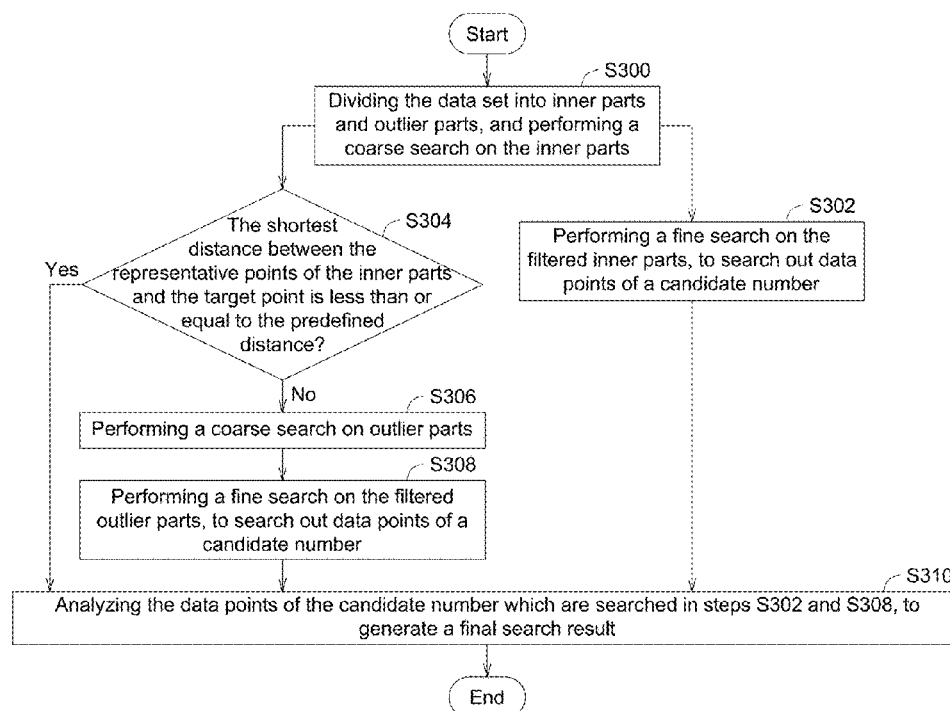 Start
S300
Dividing the data set into inner parts
and outlier parts, and performing a
coarse search on the inner parts
S304
The shortest
distance between the
representative points of the inner parts
and the target point is less than or
equal to the predefined
distance?
Yes
No
S302
Performing a fine search on the
filtered inner parts, to search out data
points of a candidate number
S306
Performing a coarse search on outlier parts
S308
Performing a fine search on the filtered
outlier parts, to search out data points of a
candidate number
S310
Analyzing the data points of the candidate number which are searched in steps S302 and S308, to
generate a final search result
End